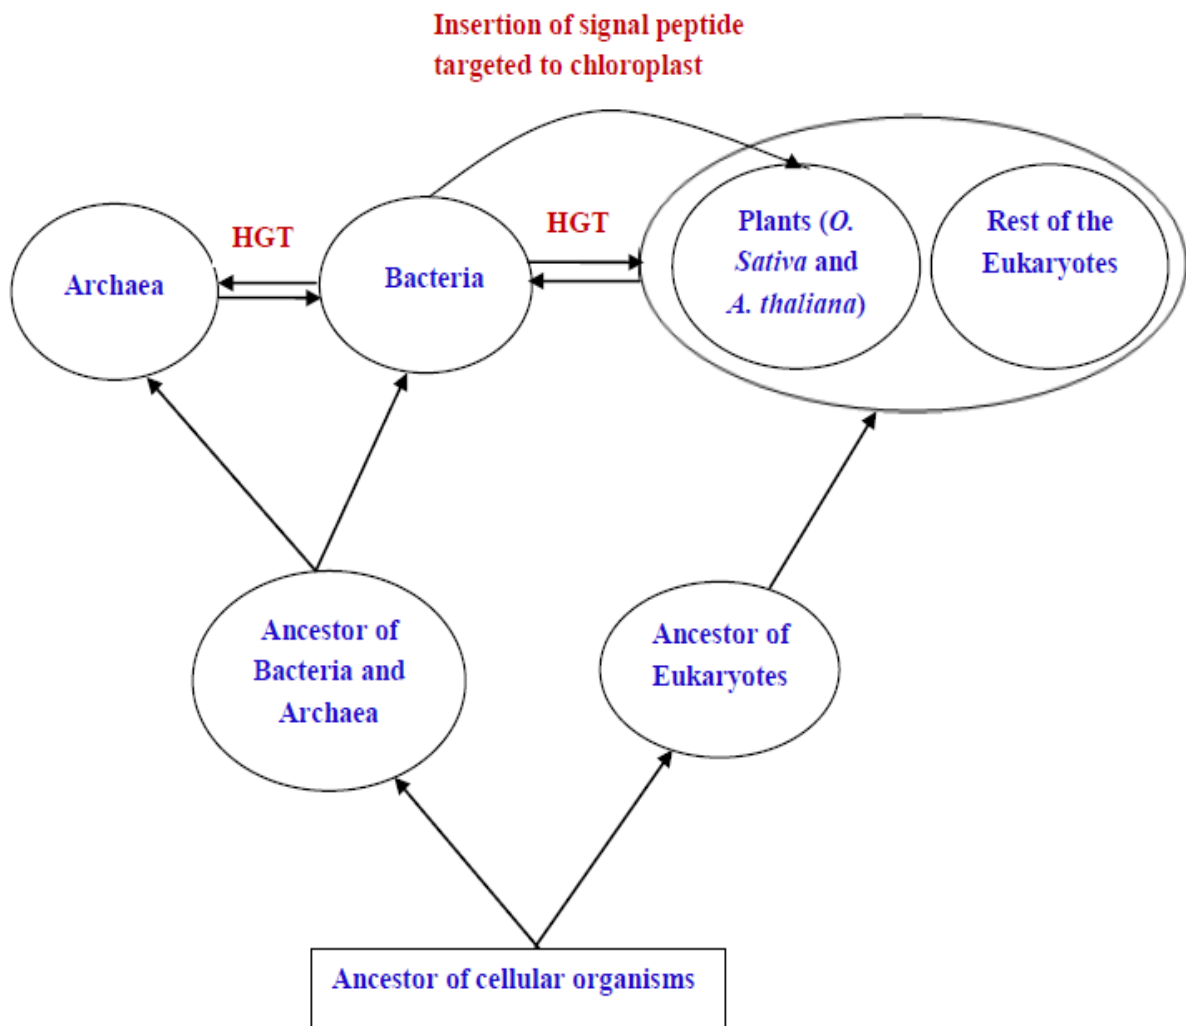 Insertion of signal peptide
targeted to chloroplast
HGT
HGT
Archaea
Bacteria
Plants (O.
Sativa and
A. thaliana)
Rest of the
Eukaryotes
Ancestor of
Bacteria and
Archaea
Ancestor of
Eukaryotes
Ancestor of cellular organisms